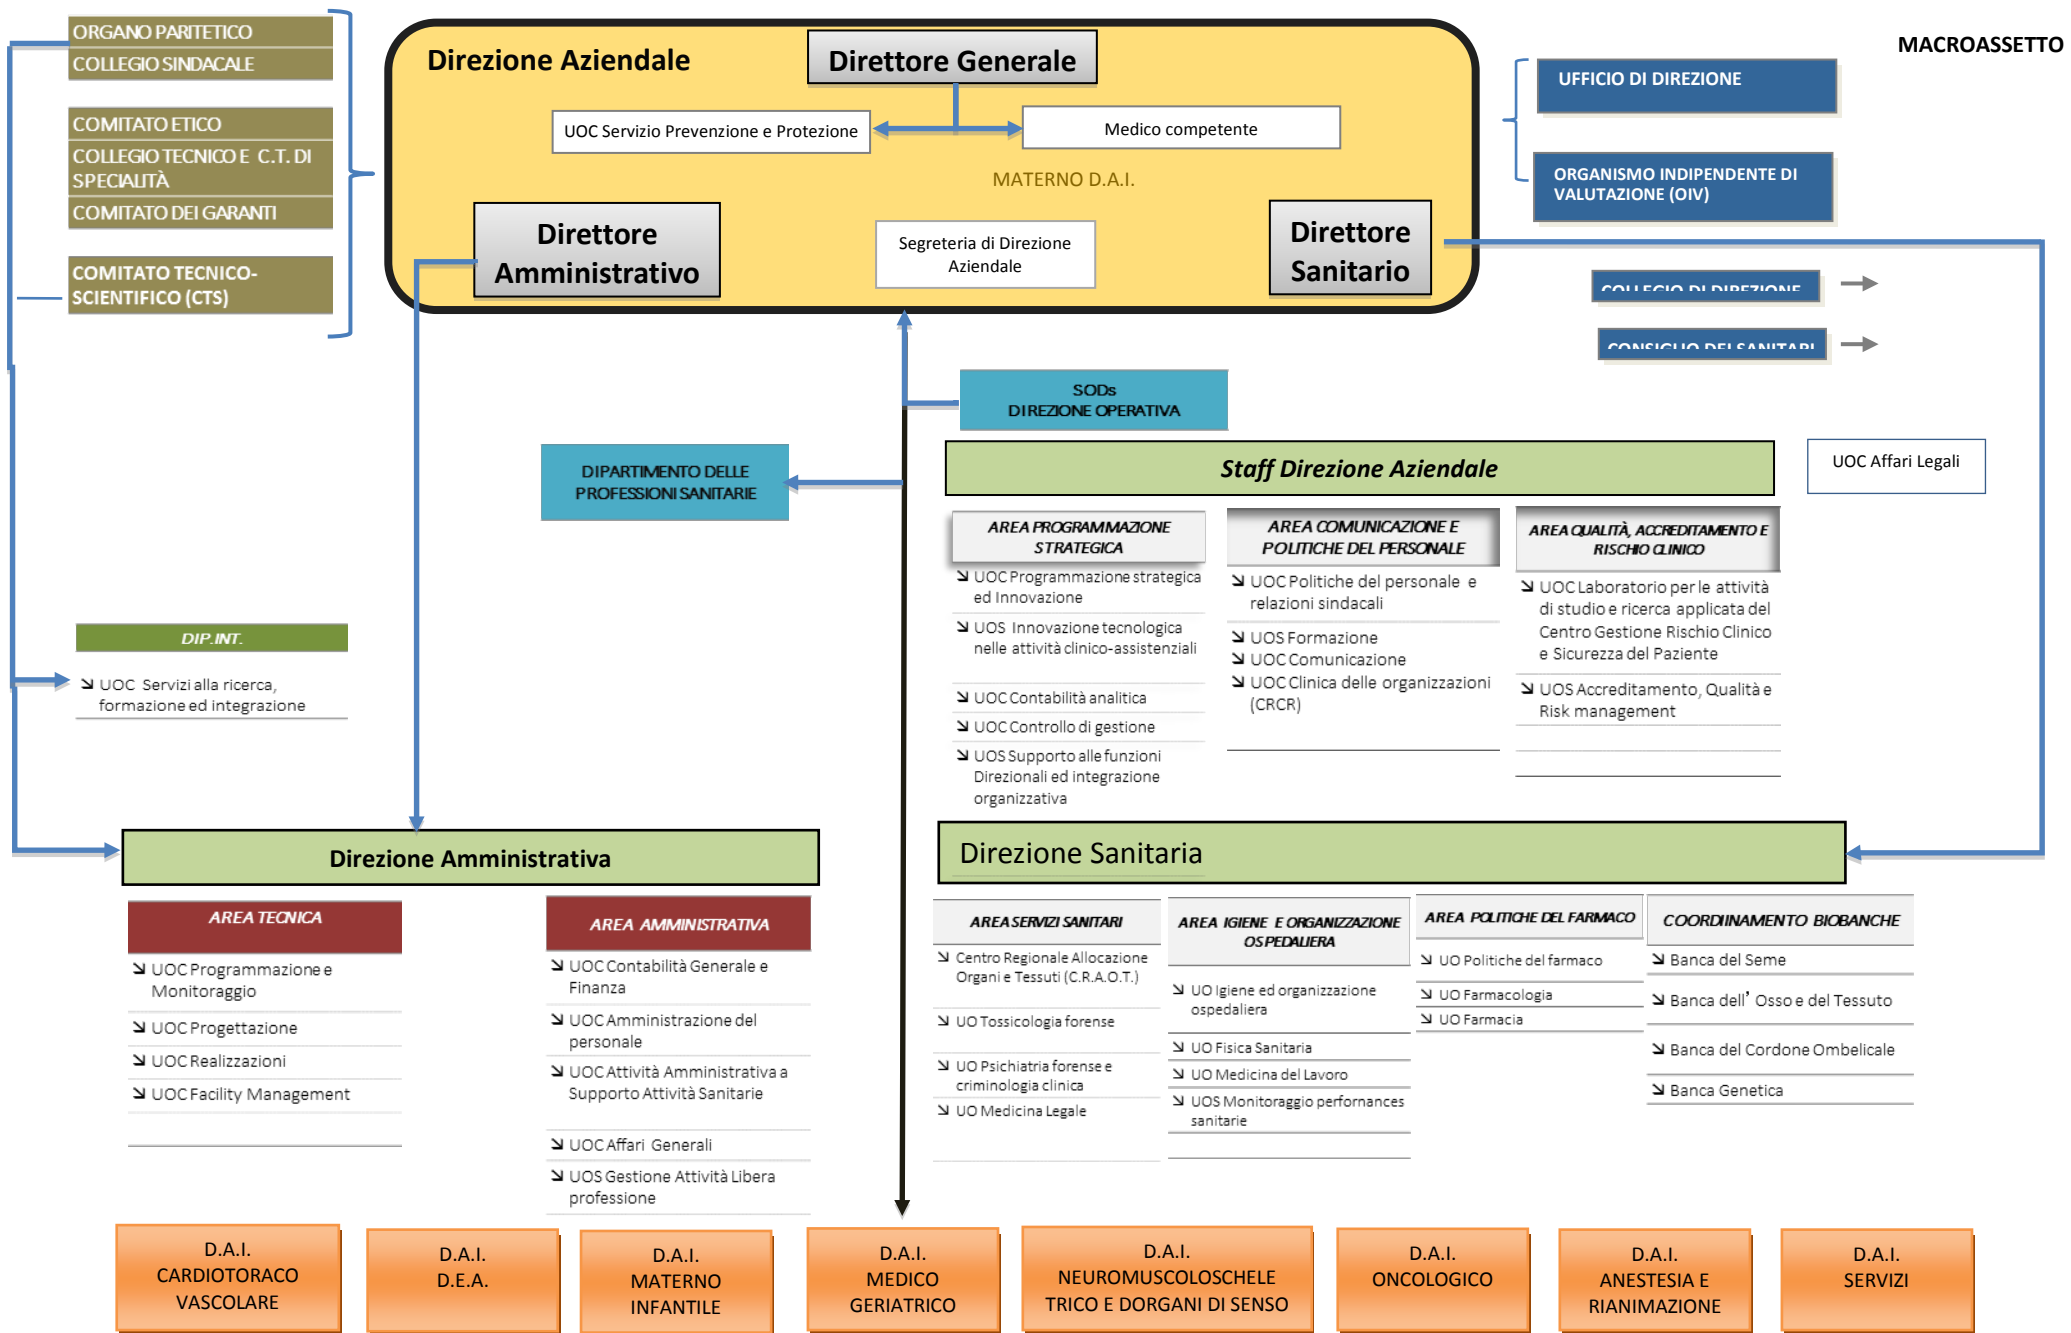 MACROASSETTO
ORGANO PARITETICO
COLLEGIO SINDACALE
COMITATO ETICO
COLLEGIO TECNICO E C.T. DI
SPECIALITÀ
COMITATO DEI GARANTI
COMITATO TECNICO-
SCIENTIFICO (CTS)
Direzione Aziendale
Direttore Generale
UOC Servizio Prevenzione e Protezione
Medico competente
MATERNO D.A.I.
Direttore
Amministrativo
Segreteria di Direzione
Aziendale
Direttore
Sanitario
UFFICIO DI DIREZIONE
ORGANISMO INDIPENDENTE DI
VALUTAZIONE (OIV)
COLLEGIO DI DIREZIONE
CONSIGLIO DEI SANITARI
SODs
DIREZIONE OPERATIVA
DIPARTIMENTO DELLE
PROFESSIONI SANITARIE
Staff Direzione Aziendale
UOC Affari Legali
AREA PROGRAMMAZIONE
STRATEGICA
UOC Programmazione strategica
ed Innovazione
UOS Innovazione tecnologica
nelle attività clinico-assistenziali
UOC Contabilità analitica
UOC Controllo di gestione
UOS Supporto alle funzioni
Direzionali ed integrazione
organizzativa
AREA COMUNICAZIONE E
POLITICHE DEL PERSONALE
UOC Politiche del personale e
relazioni sindacali
UOS Formazione
UOC Comunicazione
UOC Clinica delle organizzazioni
(CRCR)
AREA QUALITÀ, ACCREDITAMENTO E
RISCHIO CLINICO
UOC Laboratorio per le attività
di studio e ricerca applicata del
Centro Gestione Rischio Clinico
e Sicurezza del Paziente
UOS Accreditamento, Qualità e
Risk management
DIP.INT.
UOC Servizi alla ricerca,
formazione ed integrazione
Direzione Amministrativa
AREA TECNICA
UOC Programmazione e
Monitoraggio
UOC Progettazione
UOC Realizzazioni
UOC Facility Management
AREA AMMINISTRATIVA
UOC Contabilità Generale e
Finanza
UOC Amministrazione del
personale
UOC Attività Amministrativa a
Supporto Attività Sanitarie
UOC Affari Generali
UOS Gestione Attività Libera
professione
Direzione Sanitaria
AREA SERVIZI SANITARI
Centro Regionale Allocazione
Organi e Tessuti (C.R.A.O.T.)
UO Tossicologia forense
UO Psichiatria forense e
criminologia clinica
UO Medicina Legale
AREA IGIENE E ORGANIZZAZIONE
OSPEDALIERA
UO Igiene ed organizzazione
ospedaliera
UO Fisica Sanitaria
UO Medicina del Lavoro
UOS Monitoraggio perfornances
sanitarie
AREA POLITICHE DEL FARMACO
UO Politiche del farmaco
UO Farmacologia
UO Farmacia
COORDIINAMENTO BIOBANCHE
Banca del Seme
Banca dell' Osso e del Tessuto
Banca del Cordone Ombelicale
Banca Genetica
D.A.I.
CARDIOTORACO
VASCOLARE
D.A.I.
D.E.A.
D.A.I.
MATERNO
INFANTILE
D.A.I.
MEDICO
GERIATRICO
D.A.I.
NEUROMUSCOLOSCHELE
TRICO E DORGANI DI SENSO
D.A.I.
ONCOLOGICO
D.A.I.
ANESTESIA E
RIANIMAZIONE
D.A.I.
SERVIZI